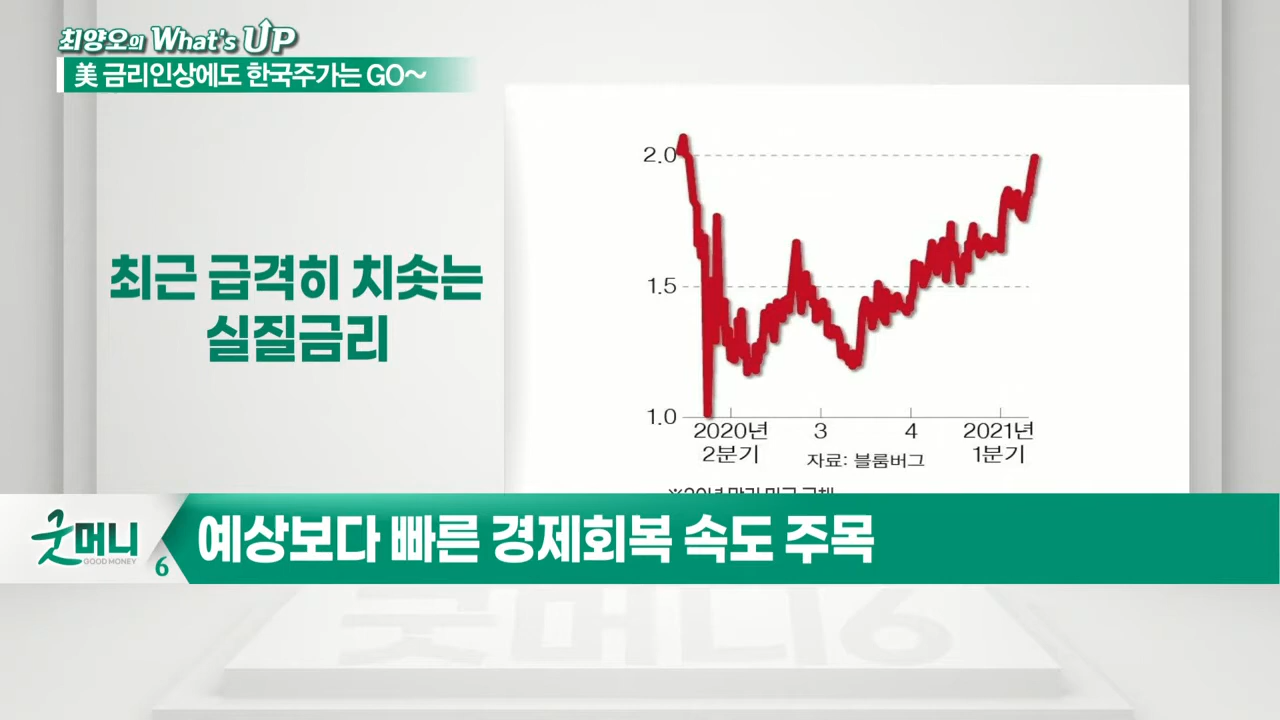 최양오의 What's UP
美 금리인상에도 한국주가는 GO~
최근 급격히 치솟는
실질금리
2.0
1.5
1.0
2020년 3 4 2021년
2분기 1분기
자료: 블룸버그
굿머니
GOOD MONEY
6
예상보다 빠른 경제회복 속도 주목
굿머니6